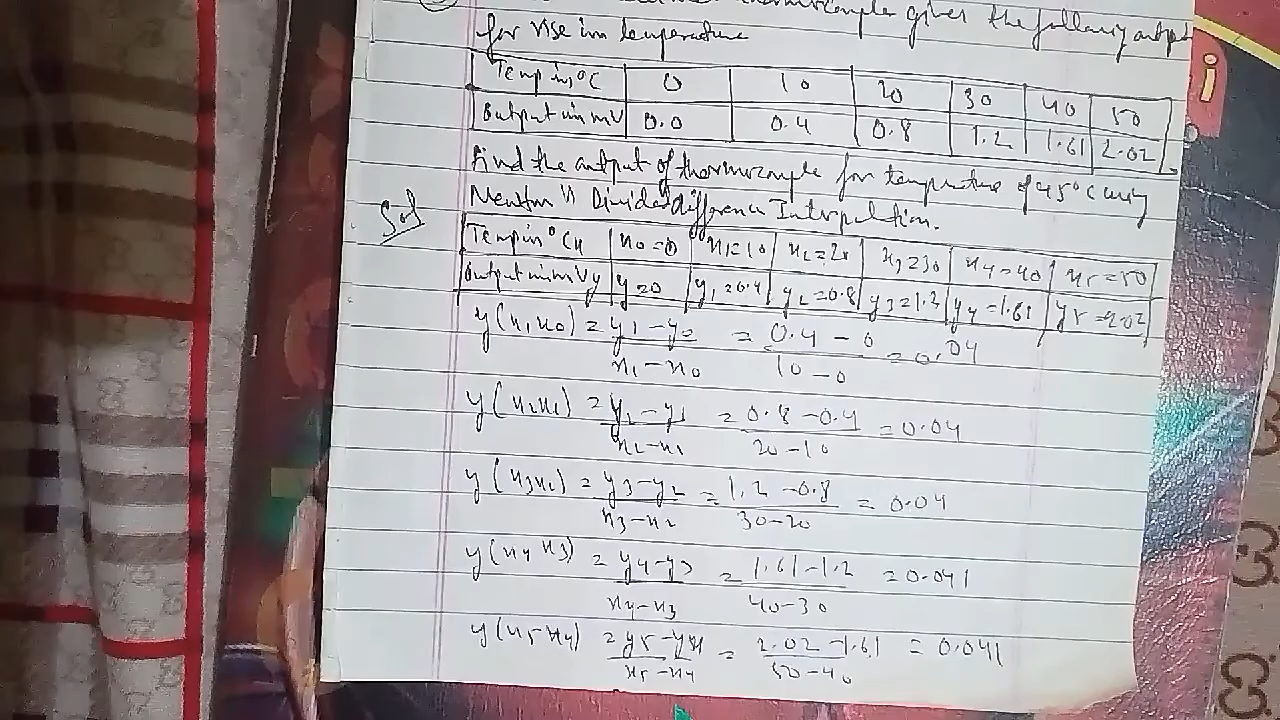 thermocouple gives the following output
for rise in temperature
Temp in °C 0 10 20 30 40 50
Output in mV 0.0 0.4 0.8 1.2 1.61 2.02
Find the output of thermocouple for temperature of 45°C using
Newton's Divided difference Interpolation.
Sol
Temp in °C x x0 = 0 x1 = 10 x2 = 20 x3 = 30 x4 = 40 x5 = 50
Output in mV y y = 0 y1 = 0.4 y2 = 0.8 y3 = 1.2 y4 = 1.61 y5 = 2.02
y(x1 x0) = y1 - y0 / x1 - x0 = 0.4 - 0 / 10 - 0 = 0.04
y(x2 x1) = y2 - y1 / x2 - x1 = 0.8 - 0.4 / 20 - 10 = 0.04
y(x3 x2) = y3 - y2 / x3 - x2 = 1.2 - 0.8 / 30 - 20 = 0.04
y(x4 x3) = y4 - y3 / x4 - x3 = 1.61 - 1.2 / 40 - 30 = 0.041
y(x5 x4) = y5 - y4 / x5 - x4 = 2.02 - 1.61 / 50 - 40 = 0.041
i